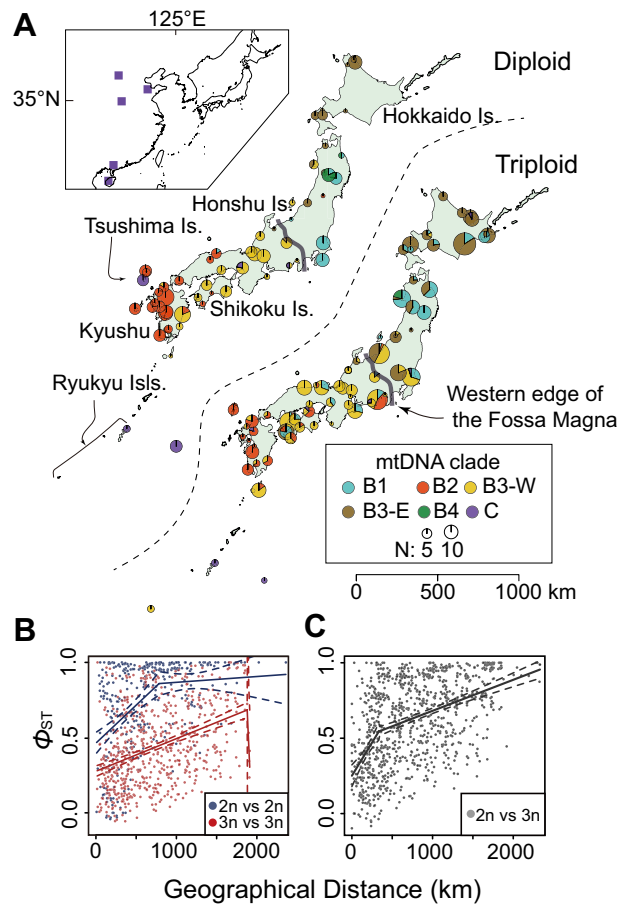 A
125°E
35°N
Diploid
Hokkaido Is.
Triploid
Honshu Is.
Tsushima Is.
Shikoku Is.
Kyushu
Ryukyu Isls.
Western edge of
the Fossa Magna
mtDNA clade
B1 B2 B3-W
B3-E B4 C
N: 5 10
0 500 1000 km
B
C
ΦST
1.0
0.5
0.0
2n vs 2n
3n vs 3n
0 1000 2000
1.0
0.5
0.0
2n vs 3n
0 1000 2000
Geographical Distance (km)